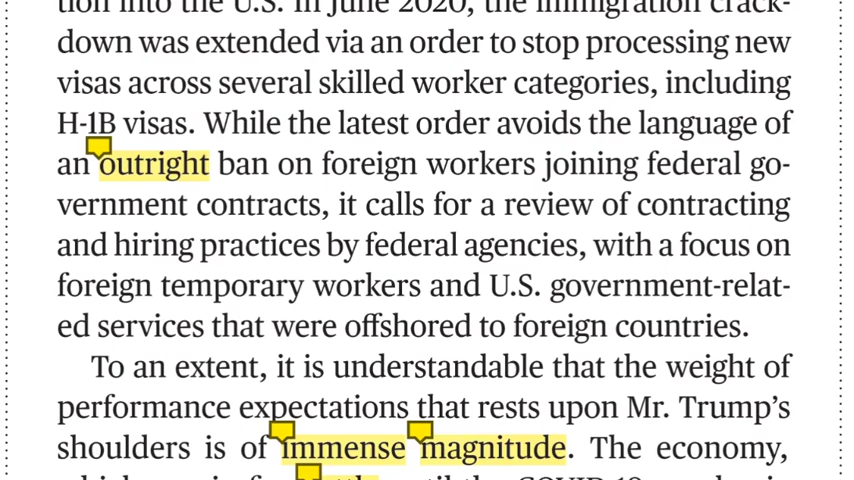 tion into the U.S. In June 2020, the immigration crack-
down was extended via an order to stop processing new
visas across several skilled worker categories, including
H-1B visas. While the latest order avoids the language of
an outright ban on foreign workers joining federal go-
vernment contracts, it calls for a review of contracting
and hiring practices by federal agencies, with a focus on
foreign temporary workers and U.S. government-relat-
ed services that were offshored to foreign countries.
To an extent, it is understandable that the weight of
performance expectations that rests upon Mr. Trump's
shoulders is of immense magnitude. The economy,
until the COVID-19